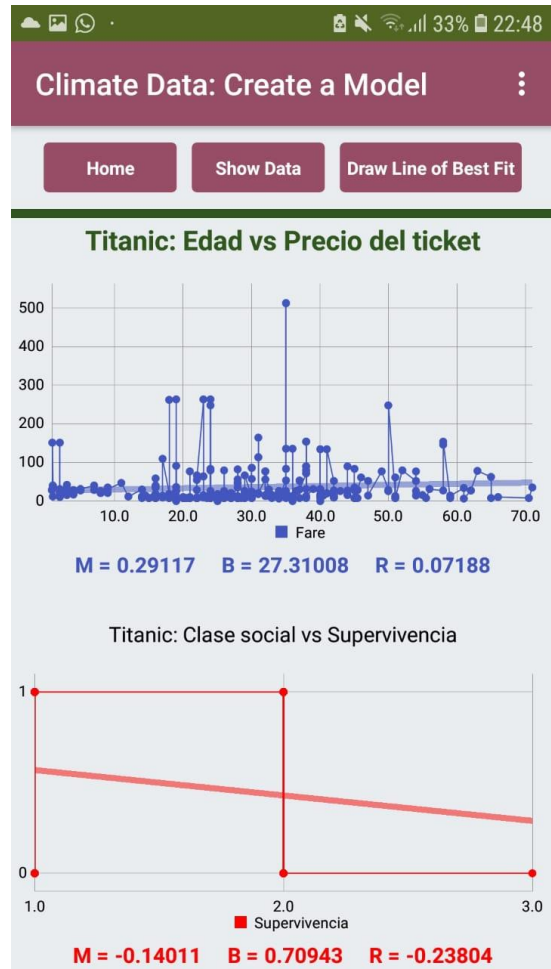 33% 22:48
Climate Data: Create a Model
Home Show Data Draw Line of Best Fit
Titanic: Edad vs Precio del ticket
500
400
300
200
100
0
10.0 20.0 30.0 40.0 50.0 60.0 70.0
Fare
M = 0.29117 B = 27.31008 R = 0.07188
Titanic: Clase social vs Supervivencia
1
0
1.0 2.0 3.0
Supervivencia
M = -0.14011 B = 0.70943 R = -0.23804